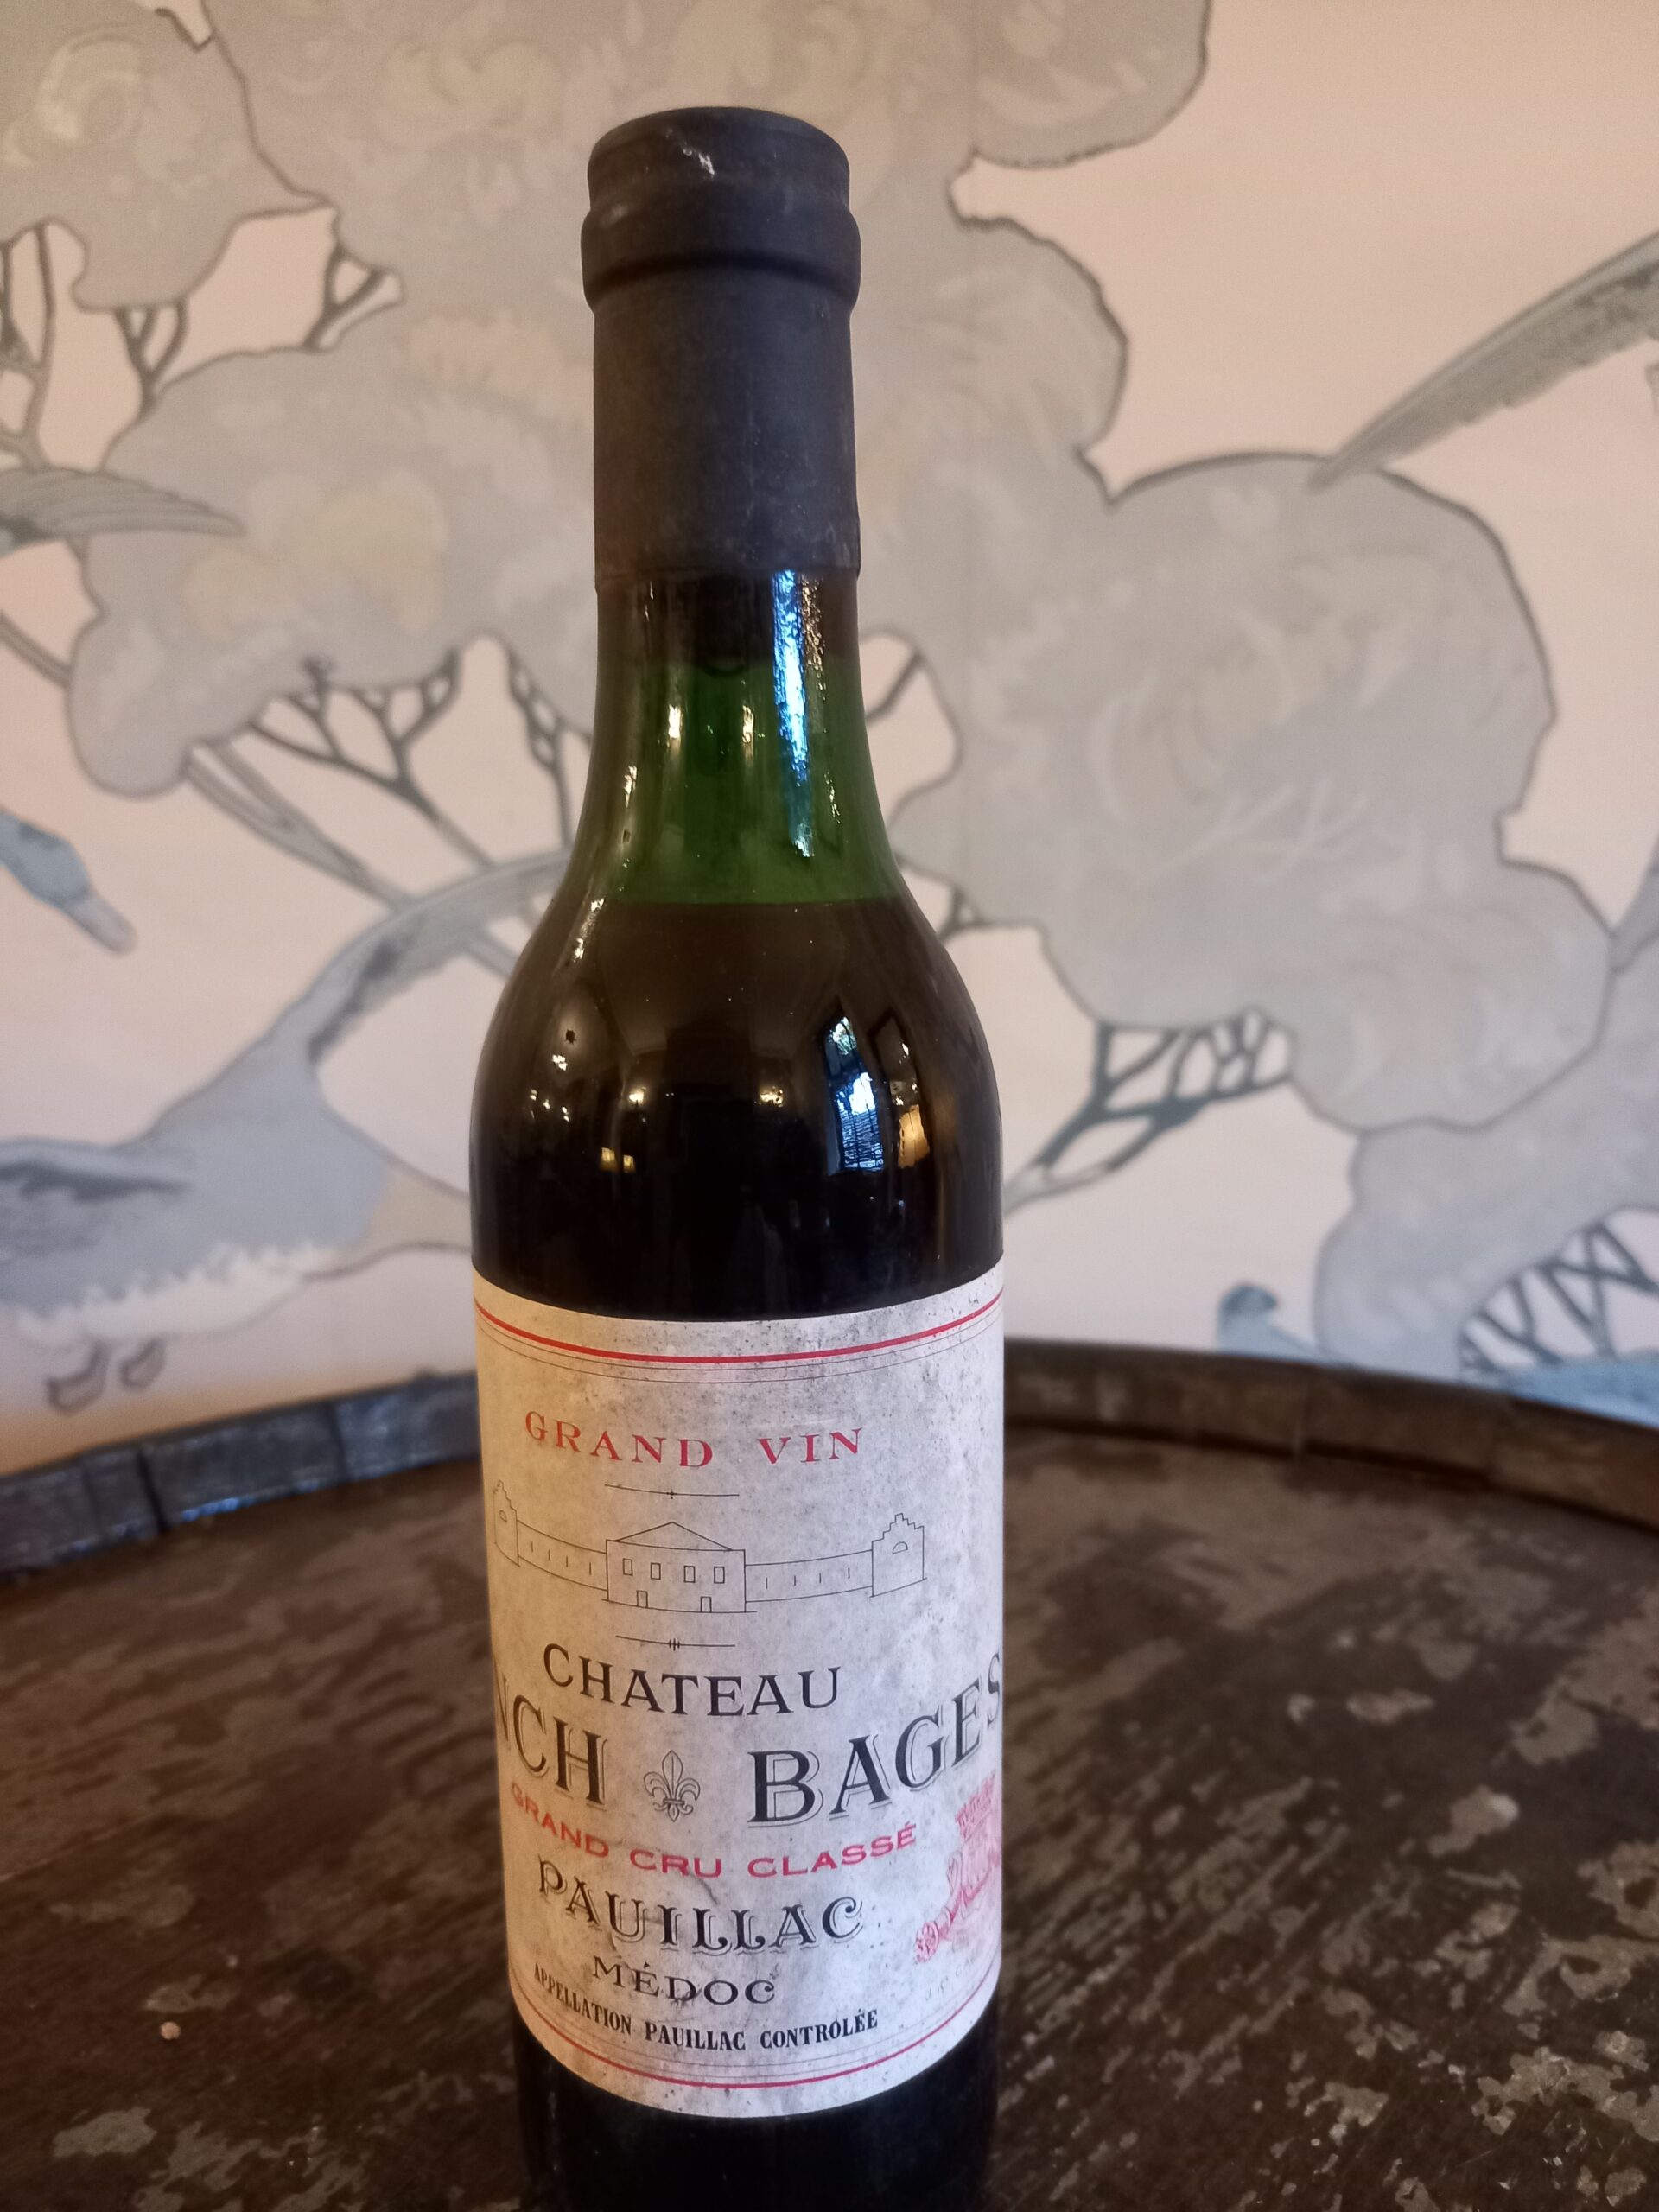 GRAND VIN
CHATEAU
NCH BAGES
GRAND CRU CLASSÉ
PAUILLAC
MÉDOC
APPELLATION PAUILLAC CONTROLÉE